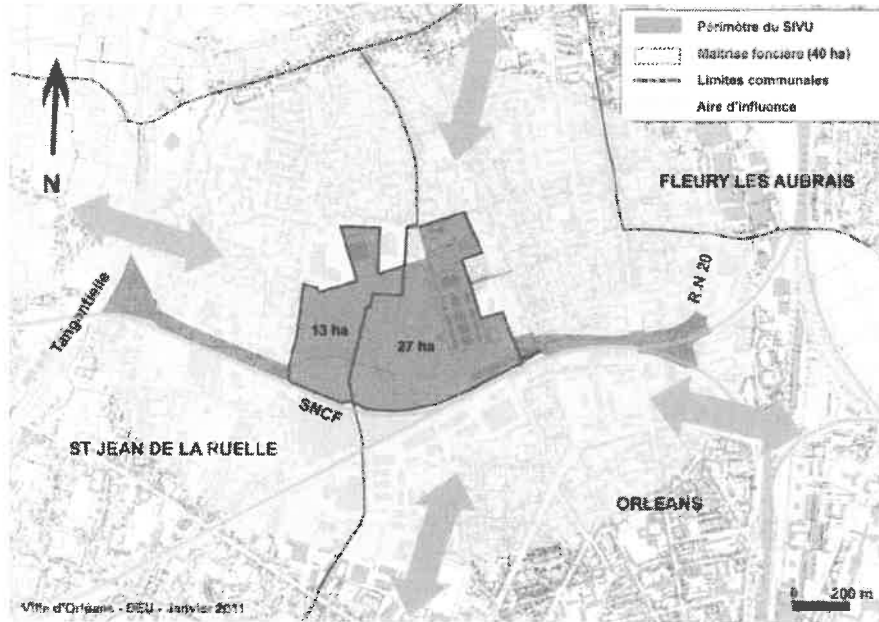 Périmètre du SIVU
Maîtrise foncière (40 ha)
Limites communales
Aire d'influence
N
FLEURY LES AUBRAIS
Tangentielle
R.N 20
13 ha
27 ha
SNCF
ST JEAN DE LA RUELLE
ORLEANS
Ville d'Orléans - DEU - Janvier 2011
0 200 m